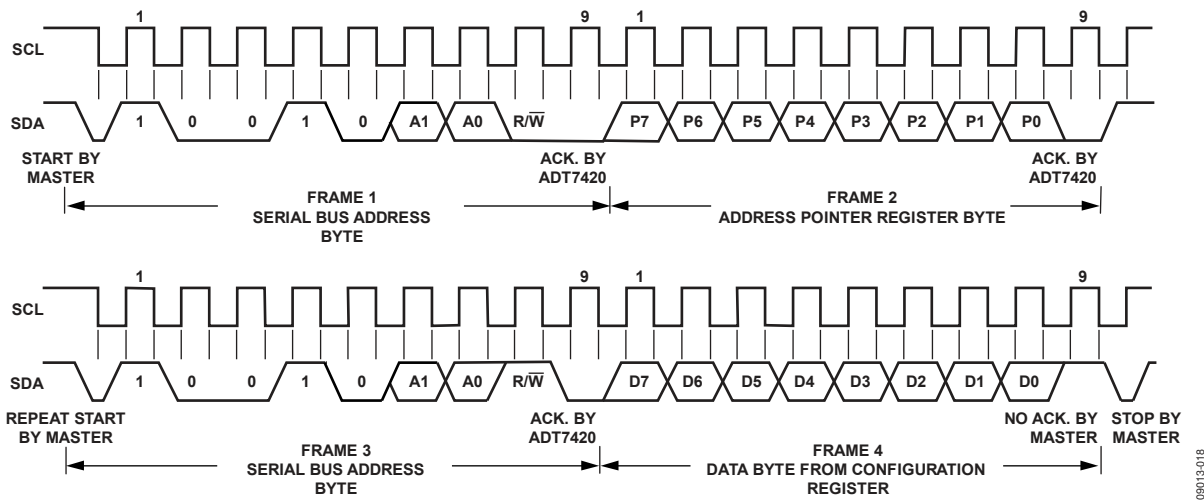 1 9 1 9
SCL
SDA 1 0 0 1 0 A1 A0 R/W̅ P7 P6 P5 P4 P3 P2 P1 P0
START BY
MASTER
ACK. BY
ADT7420
ACK. BY
ADT7420
FRAME 1
SERIAL BUS ADDRESS
BYTE
FRAME 2
ADDRESS POINTER REGISTER BYTE
1 9 1 9
SCL
SDA 1 0 0 1 0 A1 A0 R/W̅ D7 D6 D5 D4 D3 D2 D1 D0
REPEAT START
BY MASTER
ACK. BY
ADT7420
NO ACK. BY
MASTER
STOP BY
MASTER
FRAME 3
SERIAL BUS ADDRESS
BYTE
FRAME 4
DATA BYTE FROM CONFIGURATION
REGISTER
09013-018